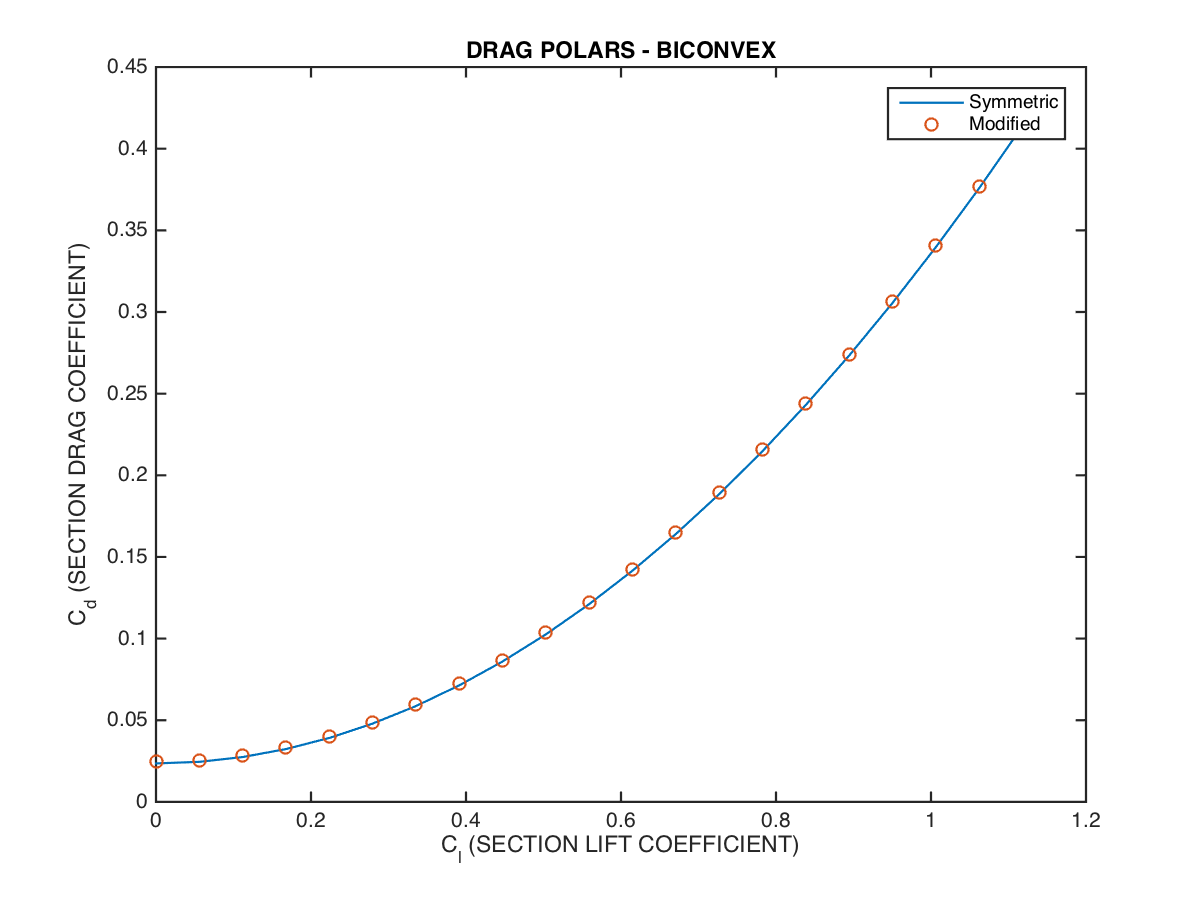 DRAG POLARS - BICONVEX
0.45
0.4
0.35
0.3
0.25
0.2
0.15
0.1
0.05
0
C_d (SECTION DRAG COEFFICIENT)
Symmetric
Modified
0 0.2 0.4 0.6 0.8 1 1.2
C_l (SECTION LIFT COEFFICIENT)